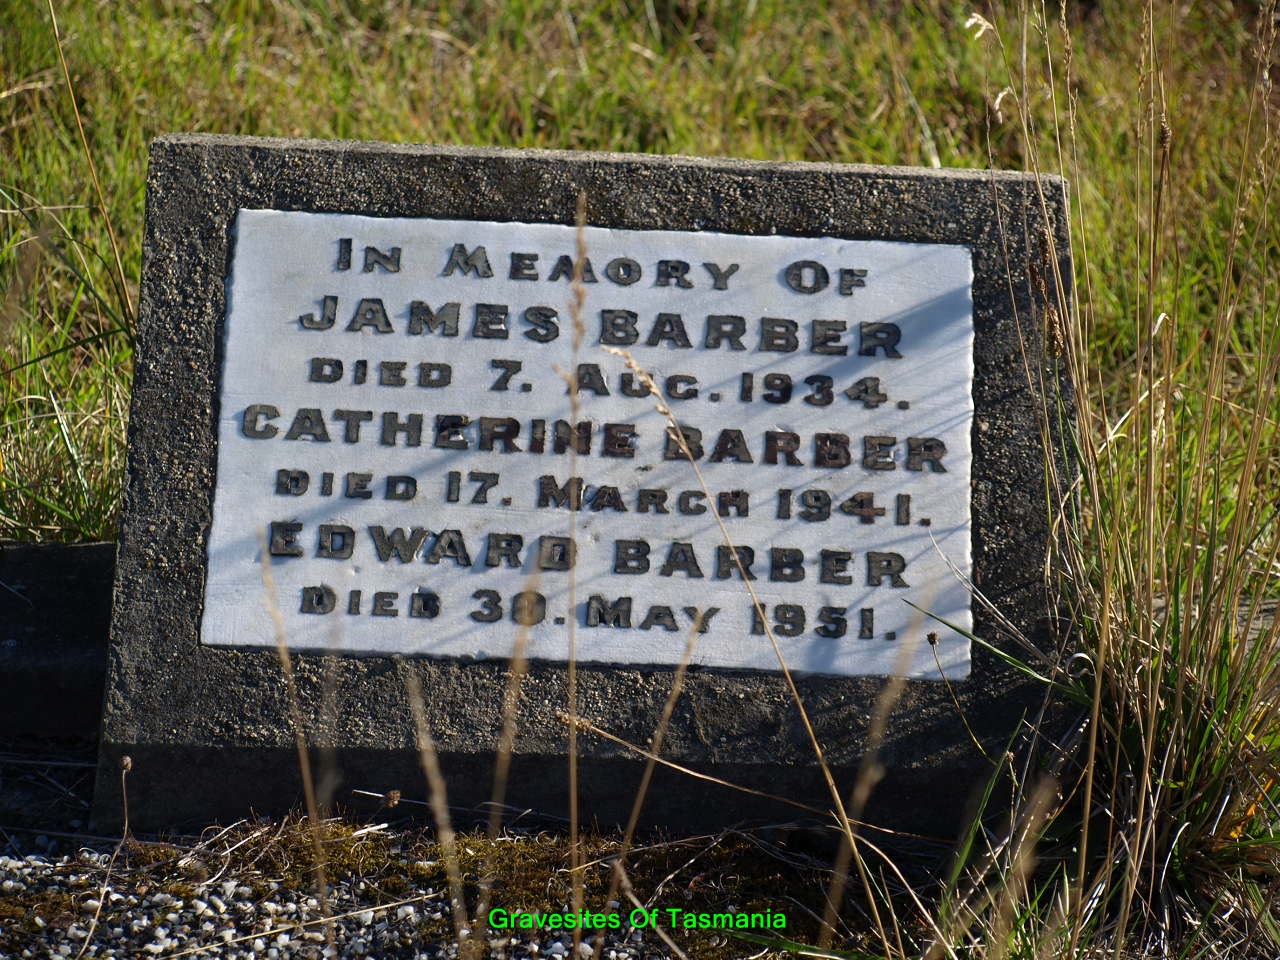 IN MEMORY OF
JAMES BARBER
DIED 7. AUG. 1934.
CATHERINE BARBER
DIED 17. MARCH 1941.
EDWARD BARBER
DIED 30. MAY 1951.
Gravesites Of Tasmania